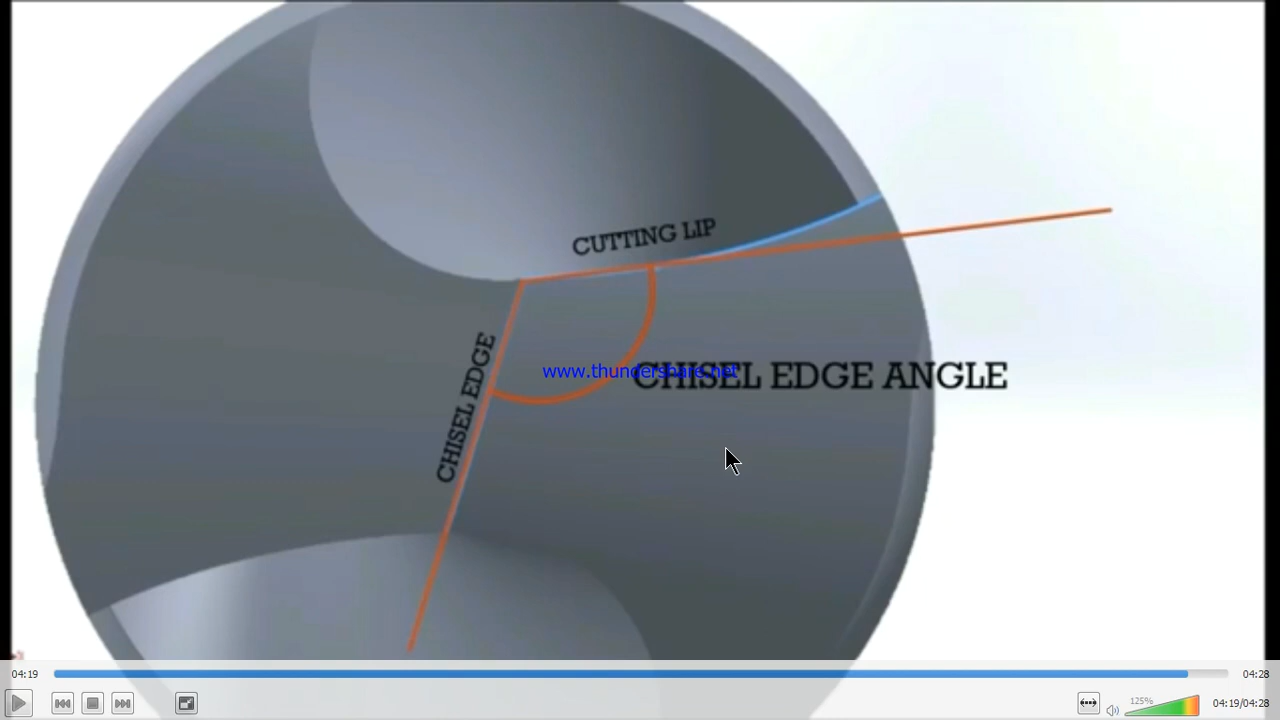 CUTTING LIP
CHISEL EDGE
www.thundershare.net
CHISEL EDGE ANGLE
04:19
04:28
125%
04:19/04:28